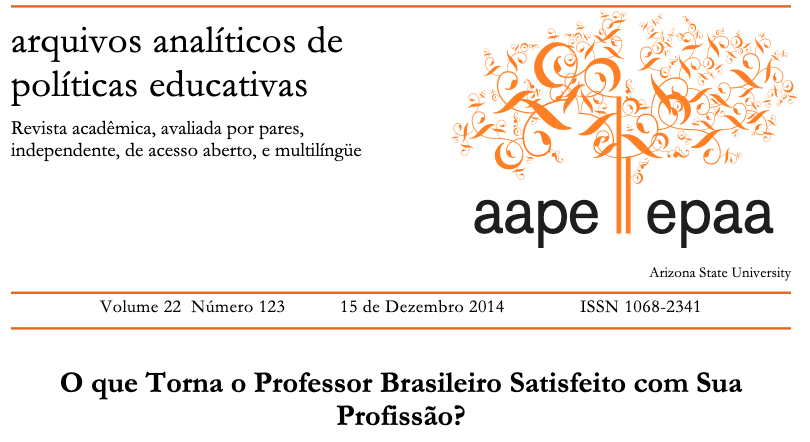 arquivos analíticos de
políticas educativas
Revista acadêmica, avaliada por pares,
independente, de acesso aberto, e multilíngüe
aape epaa
Arizona State University
Volume 22 Número 123 15 de Dezembro 2014 ISSN 1068-2341
O que Torna o Professor Brasileiro Satisfeito com Sua
Profissão?